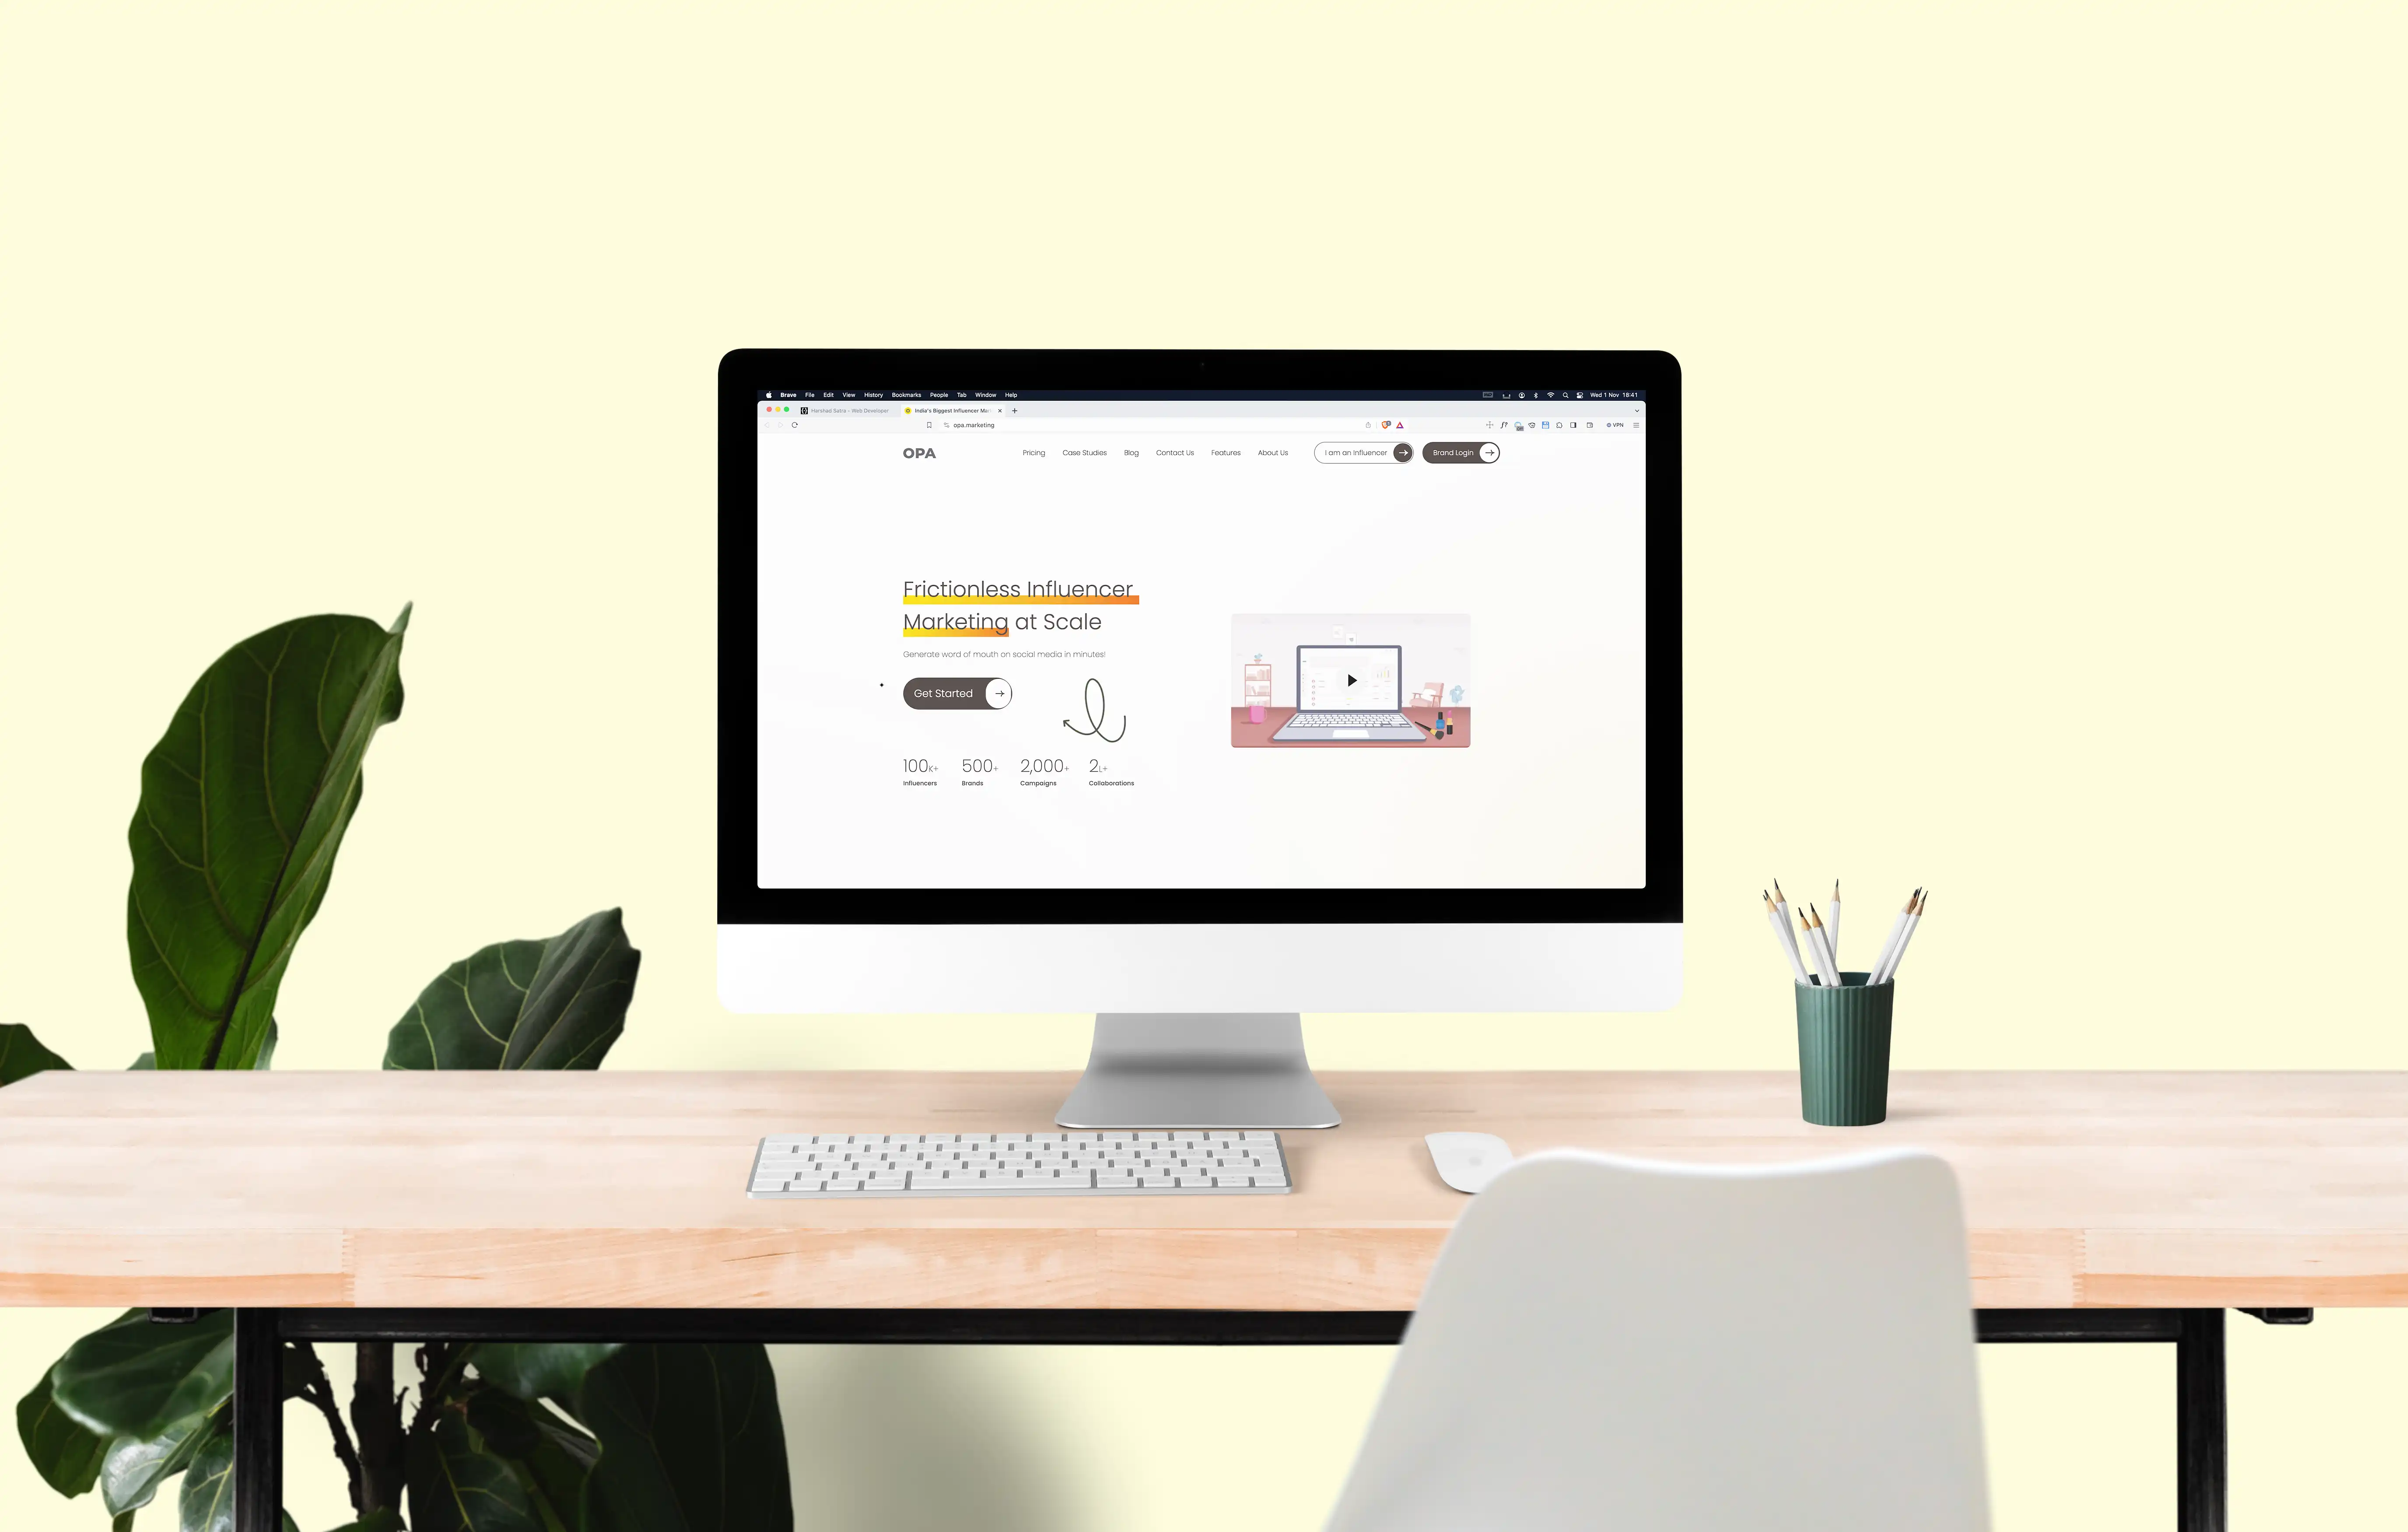 Brave File Edit View History Bookmarks People Tab Window Help Wed 1 Nov 18:41
Harshad Satra - Web Developer India's Biggest Influencer Mar
opa.marketing VPN
OPA Pricing Case Studies Blog Contact Us Features About Us I am an Influencer Brand Login
Frictionless Influencer
Marketing at Scale
Generate word of mouth on social media in minutes!
Get Started
100K+ 500+ 2,000+ 2L+
Influencers Brands Campaigns Collaborations